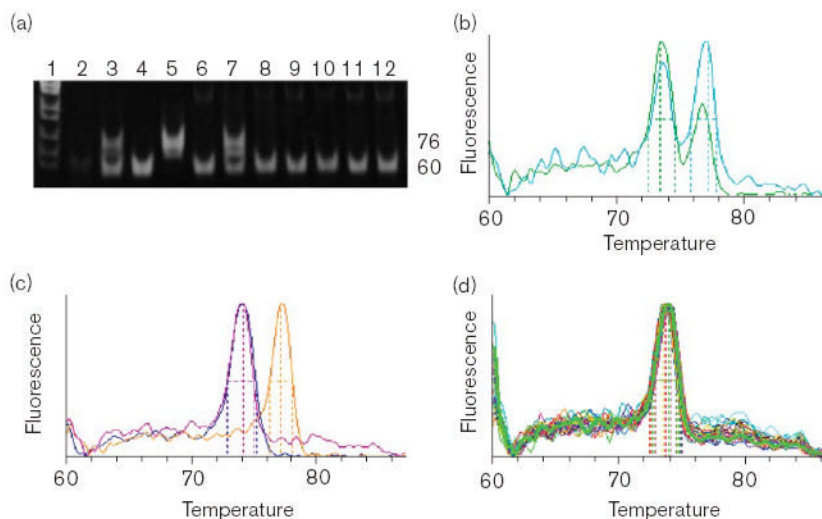 (a)
1 2 3 4 5 6 7 8 9 10 11 12
76
60
(b)
Fluorescence
60 70 80
Temperature
(c)
Fluorescence
60 70 80
Temperature
(d)
Fluorescence
60 70 80
Temperature